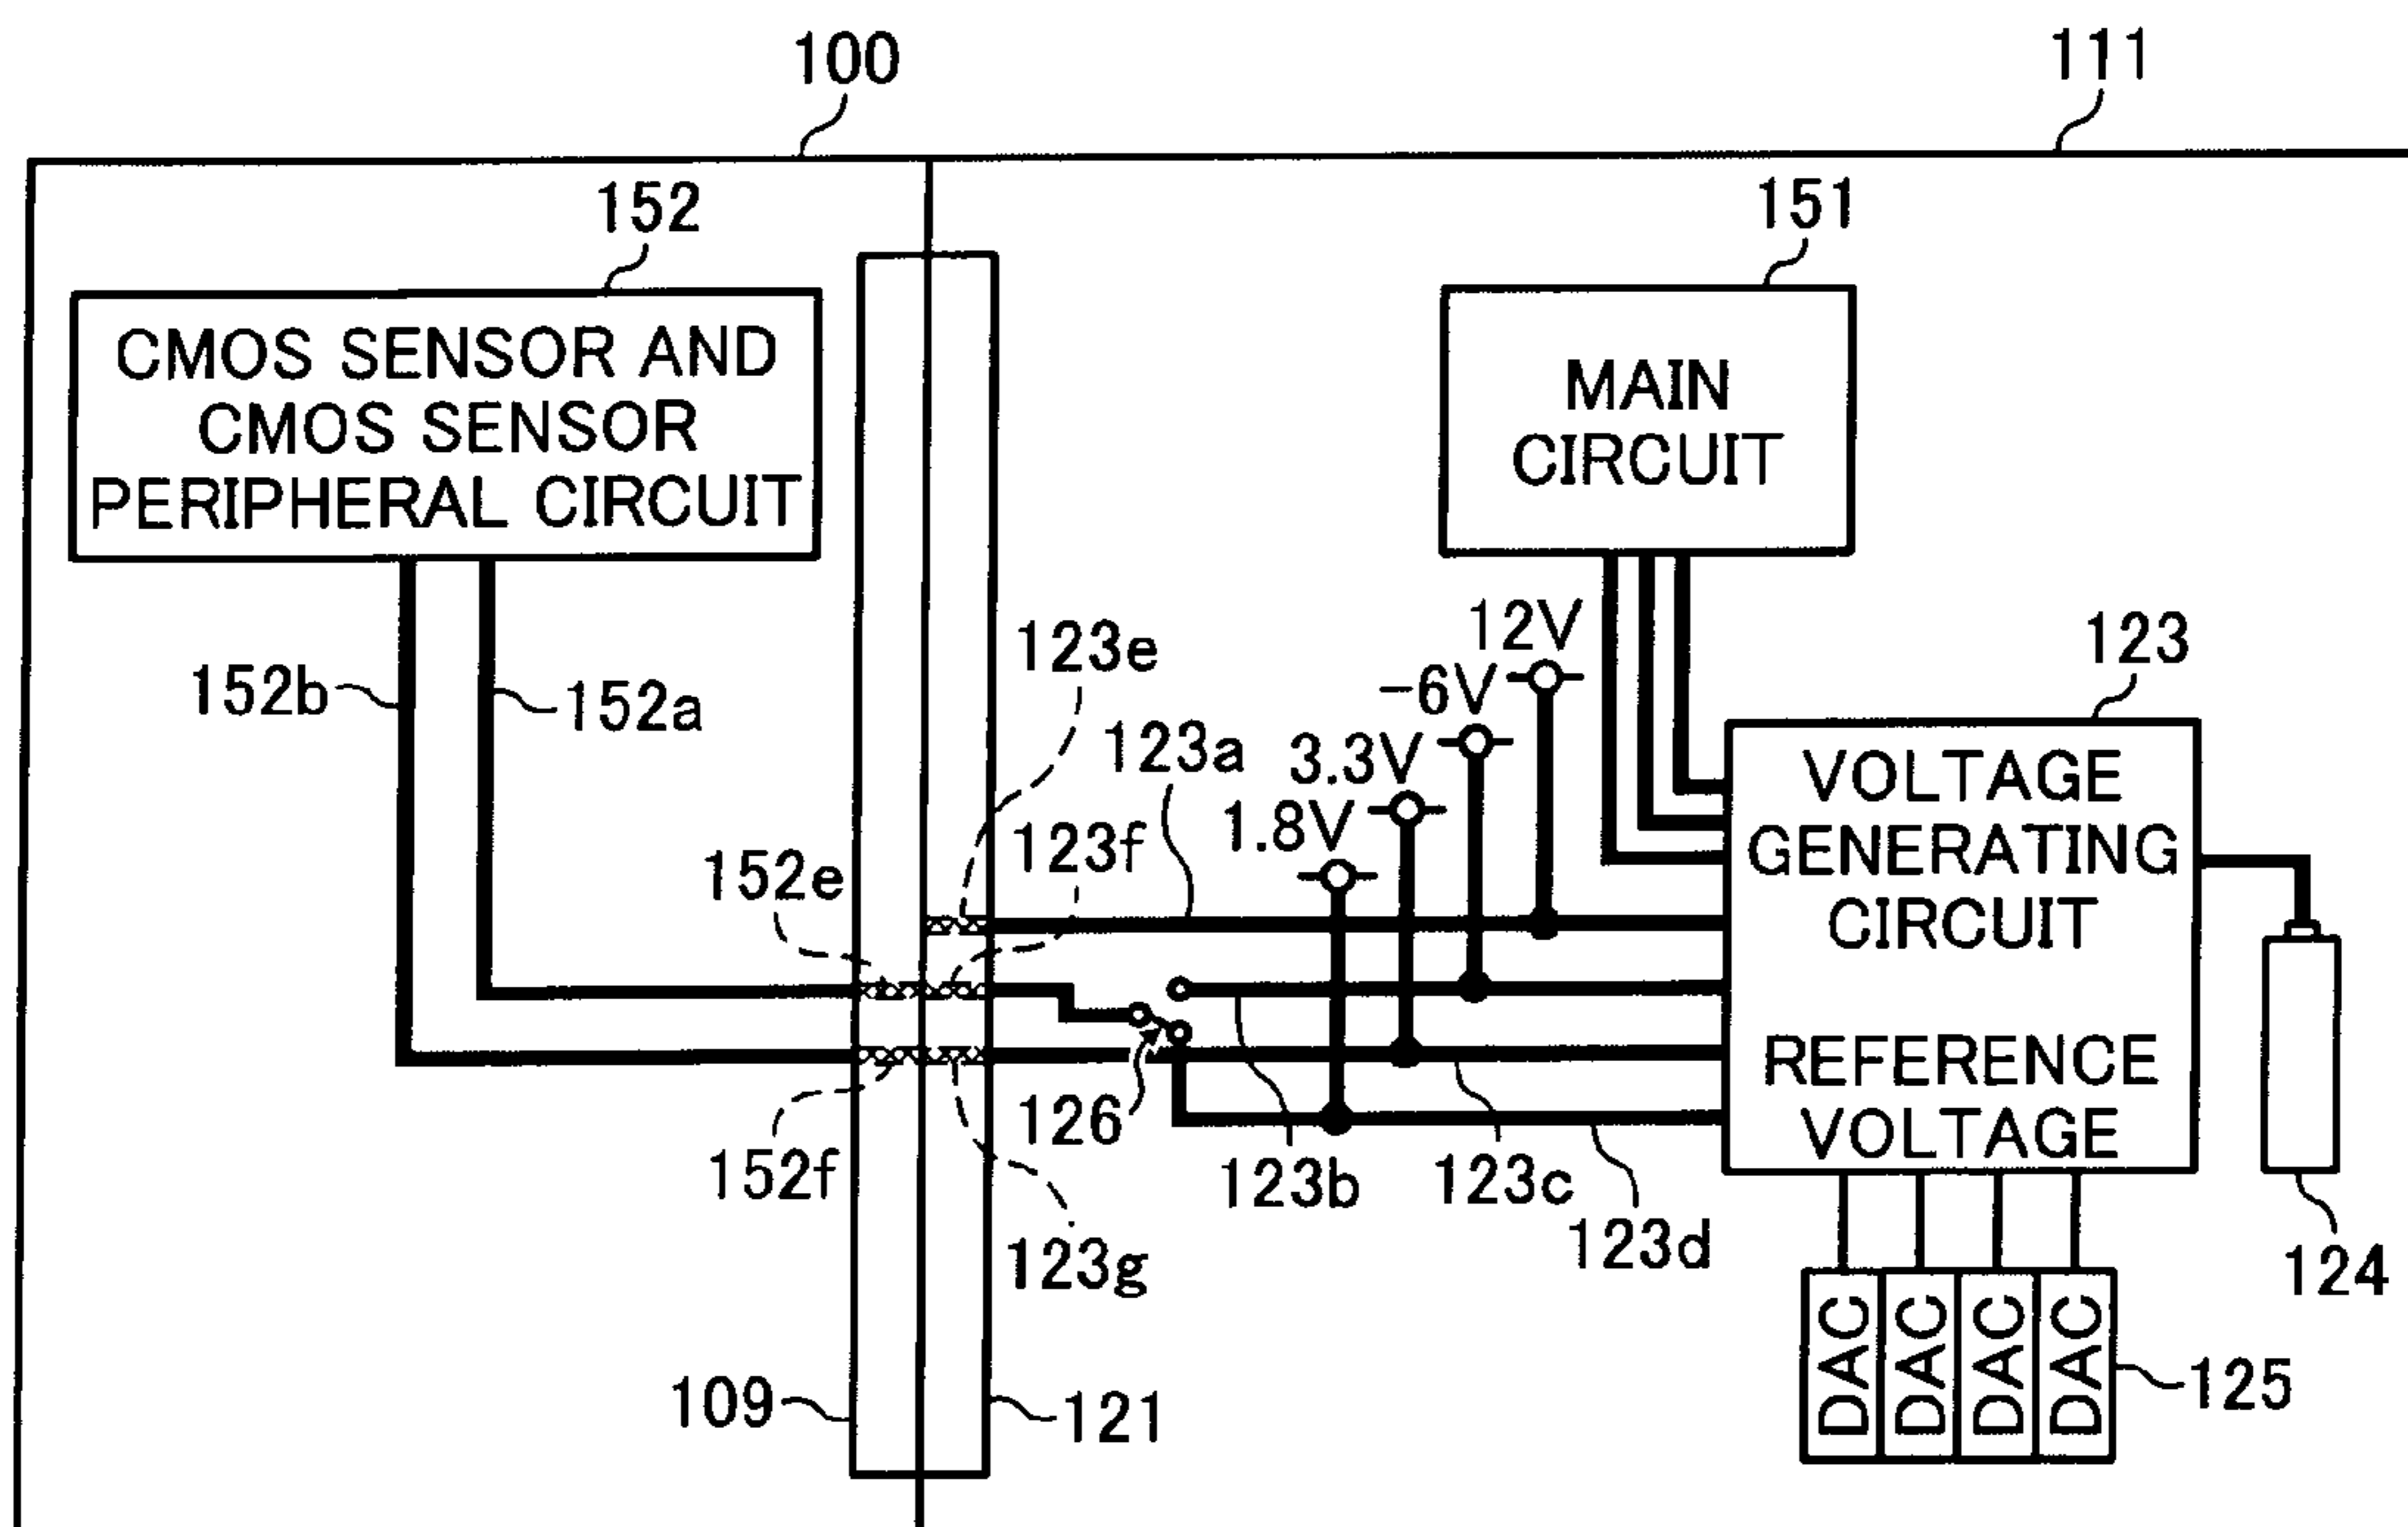 100
111
152
151
CMOS SENSOR AND
CMOS SENSOR
PERIPHERAL CIRCUIT
MAIN
CIRCUIT
12V
-6V
3.3V
1.8V
123
123e
123a
123f
152b
152a
152e
VOLTAGE
GENERATING
CIRCUIT
REFERENCE
VOLTAGE
126
152f
123b
123c
123d
123g
124
109
121
DAC
DAC
DAC
DAC
125